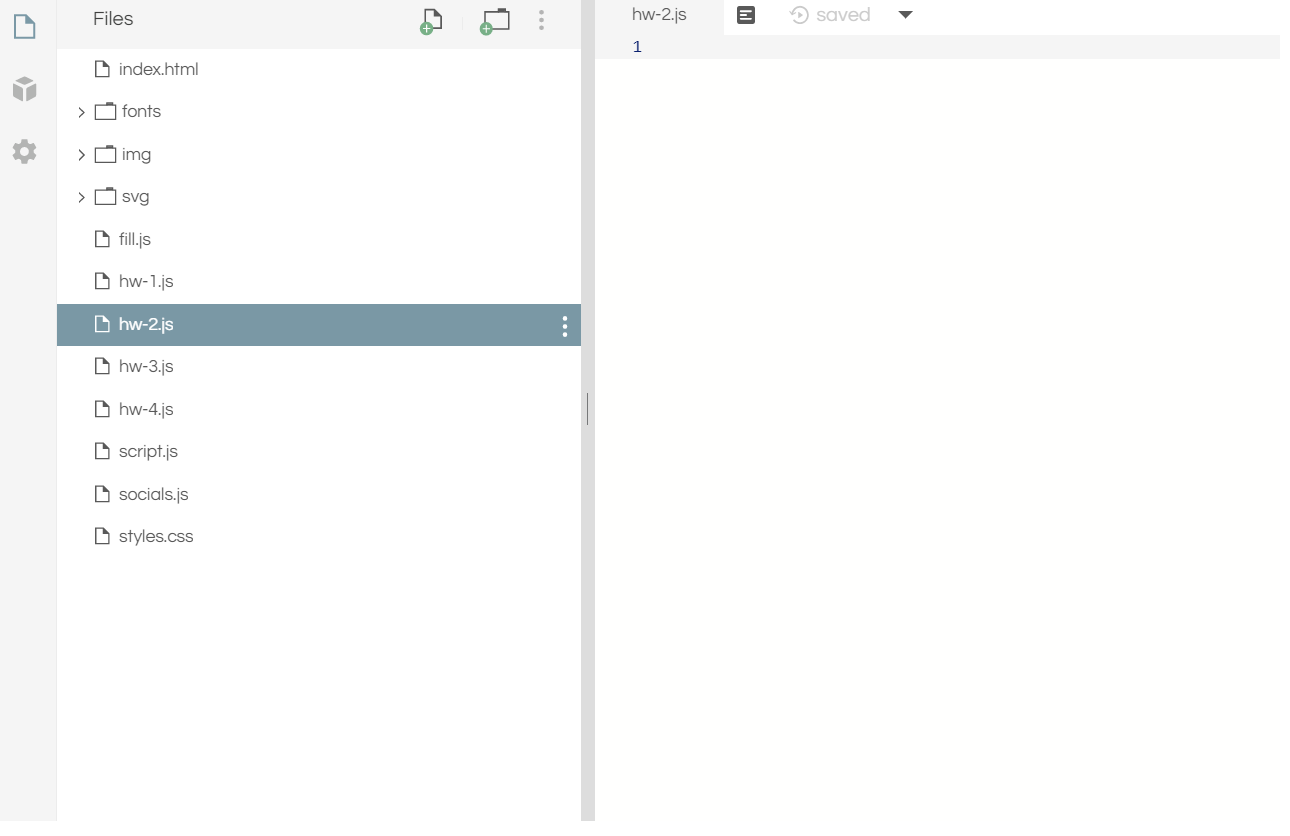 Files
index.html
fonts
img
svg
fill.js
hw-1.js
hw-2.js
hw-3.js
hw-4.js
script.js
socials.js
styles.css
hw-2.js saved
1